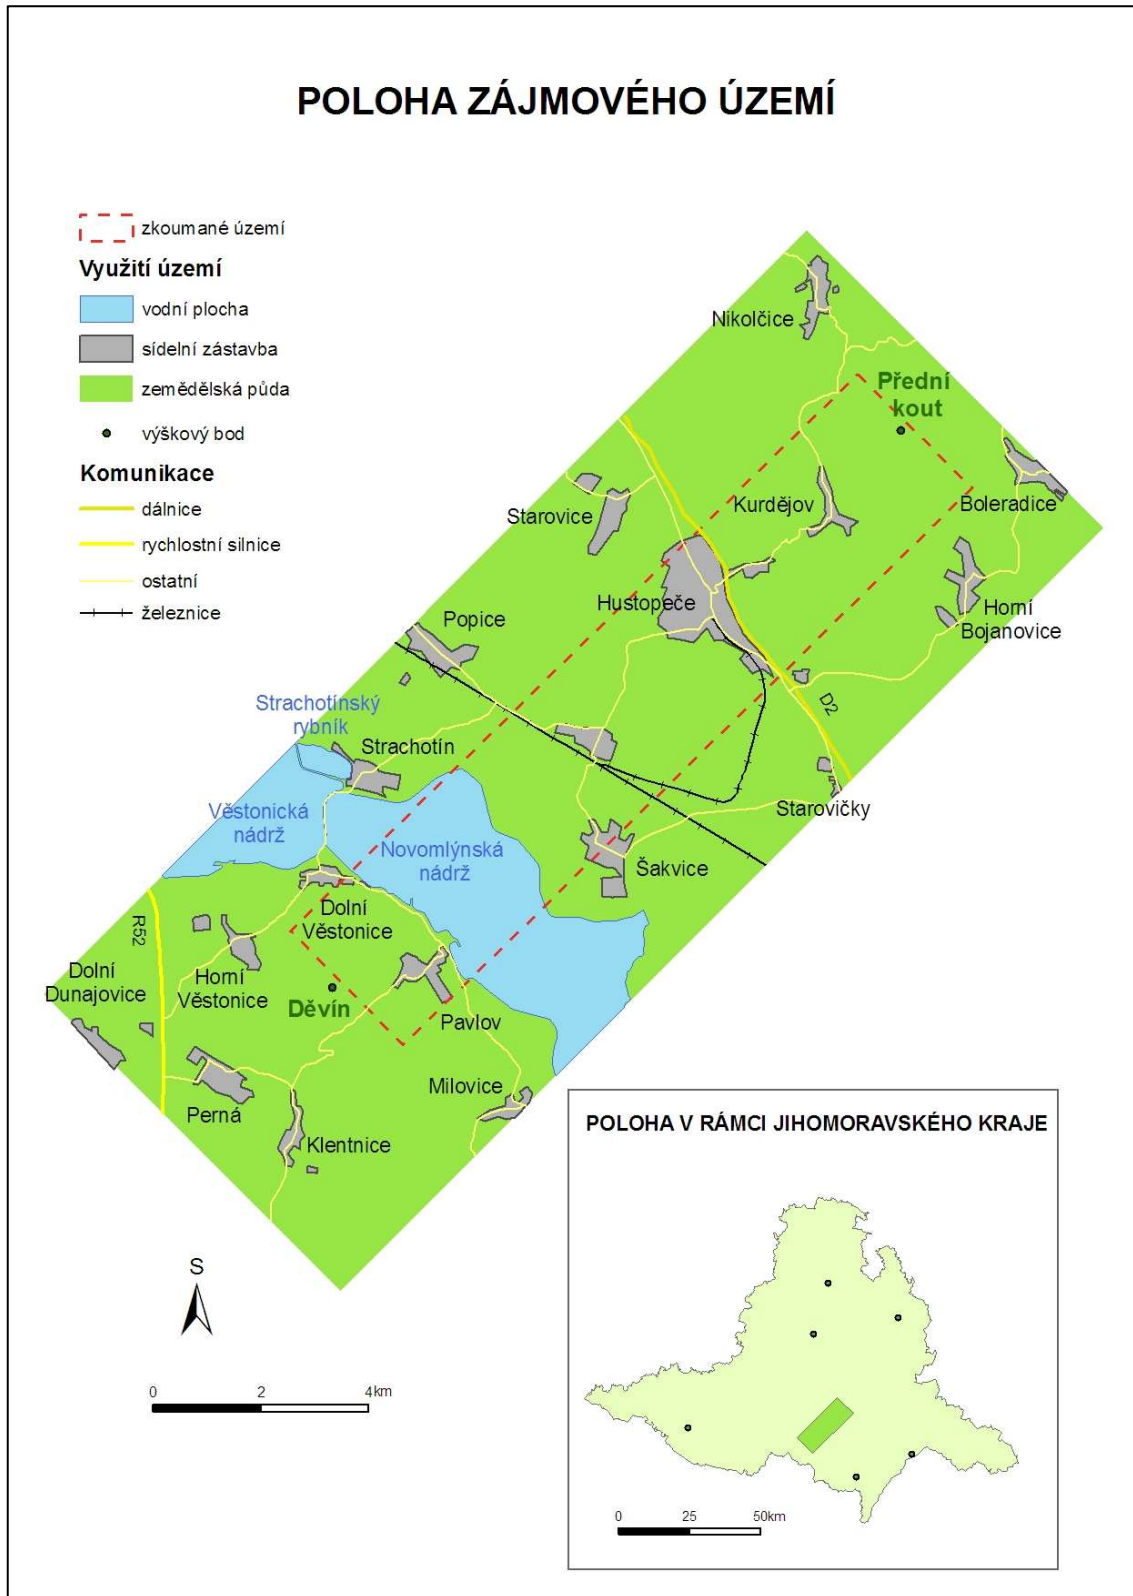 POLOHA ZÁJMOVÉHO ÚZEMÍ
zkoumané území
Využití území
vodní plocha
sídelní zástavba
zemědělská půda
výškový bod
Komunikace
dálnice
rychlostní silnice
ostatní
železnice
Nikolčice
Přední
kout
Boleradice
Kurdějov
Starovice
Hustopeče
Horní
Bojanovice
Popice
D2
Strachotínský
rybník
Strachotín
Starovičky
Věstonická
nádrž
Novomlýnská
nádrž
Šakvice
Dolní
Věstonice
R52
Horní
Věstonice
Dolní
Dunajovice
Děvín
Pavlov
Milovice
Perná
Klentnice
S
0 2 4km
POLOHA V RÁMCI JIHOMORAVSKÉHO KRAJE
0 25 50km